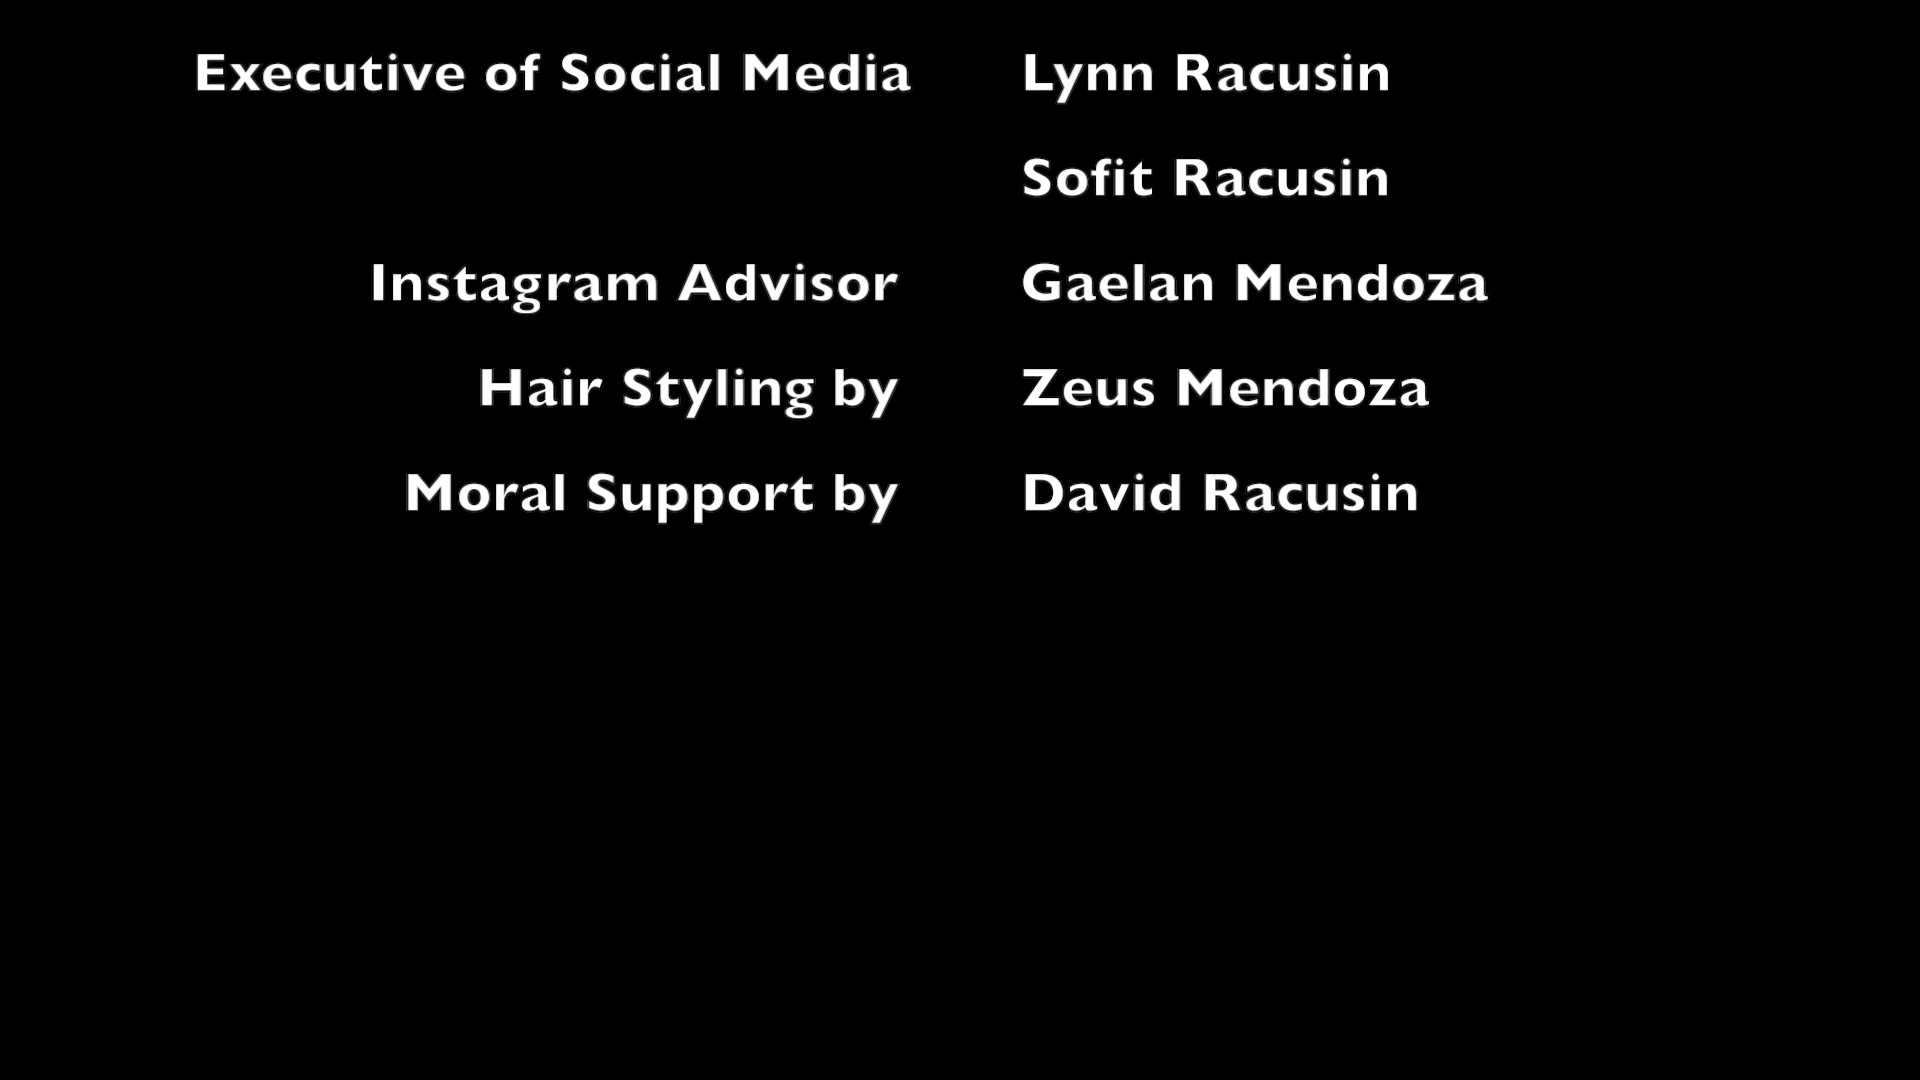 Executive of Social Media Lynn Racusin
Sofit Racusin
Instagram Advisor Gaelan Mendoza
Hair Styling by Zeus Mendoza
Moral Support by David Racusin